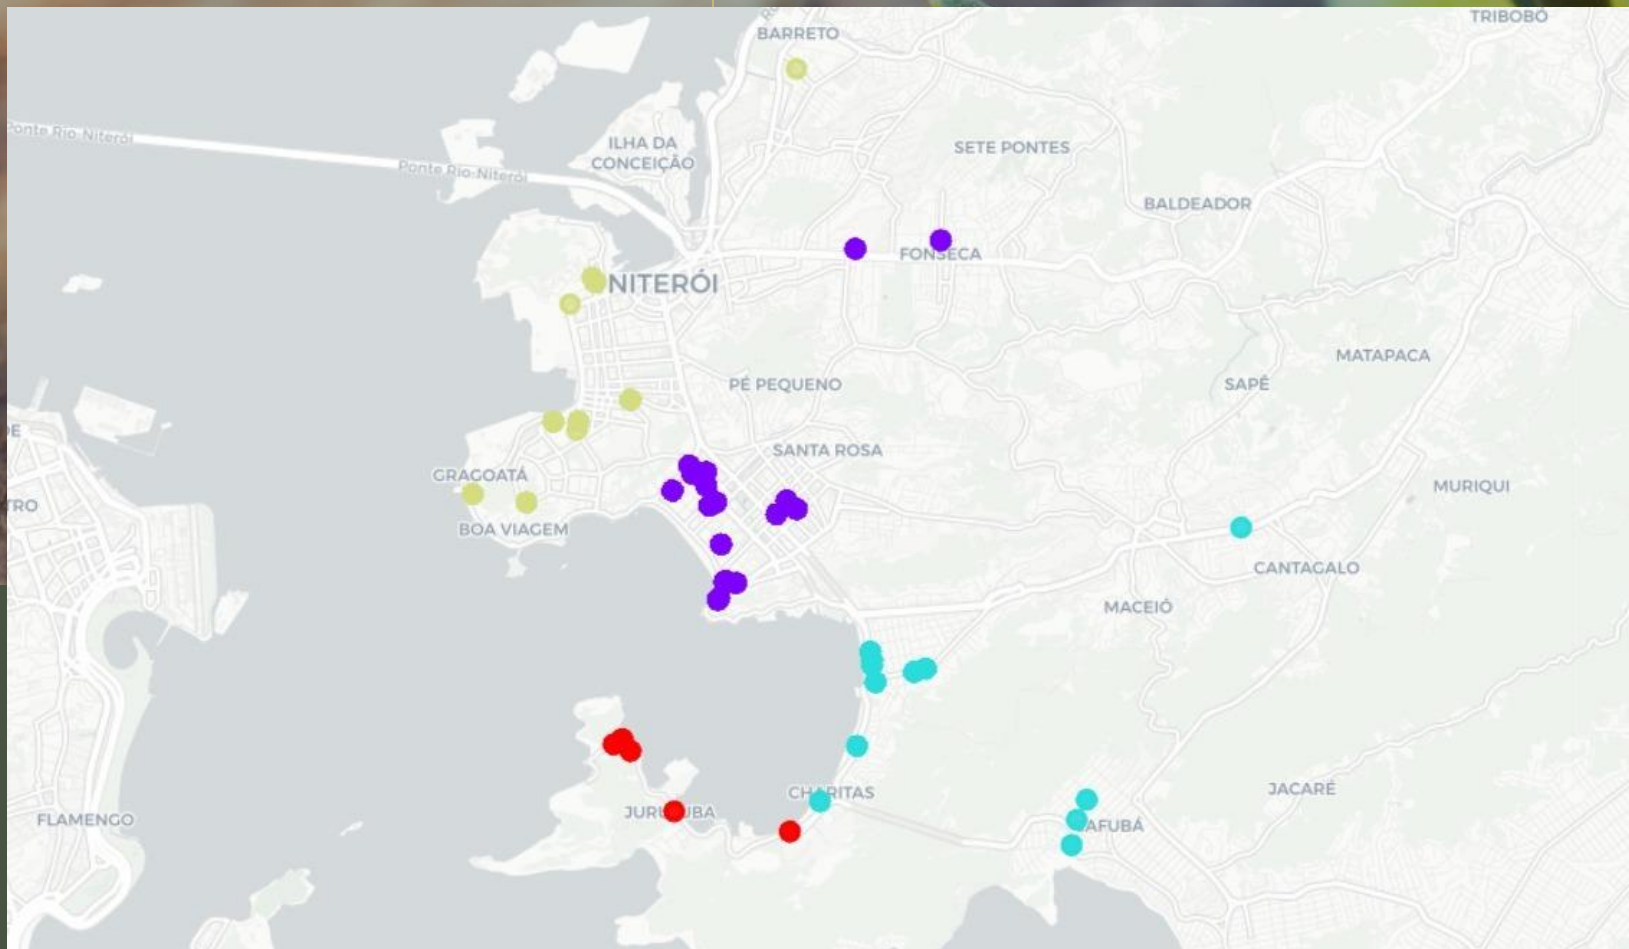 TRIBOBÓ
BARRETO
Ponte Rio-Niterói
ILHA DA
CONCEIÇÃO
SETE PONTES
Ponte Rio-Niterói
BALDEADOR
FONSECA
NITERÓI
MATAPACA
PÉ PEQUENO
SAPÊ
SANTA ROSA
GRAGOATÁ
MURIQUI
TRO
BOA VIAGEM
CANTAGALO
MACEIÓ
JACARÉ
CHARITAS
JURUJUBA
FLAMENGO
AFUBÁ